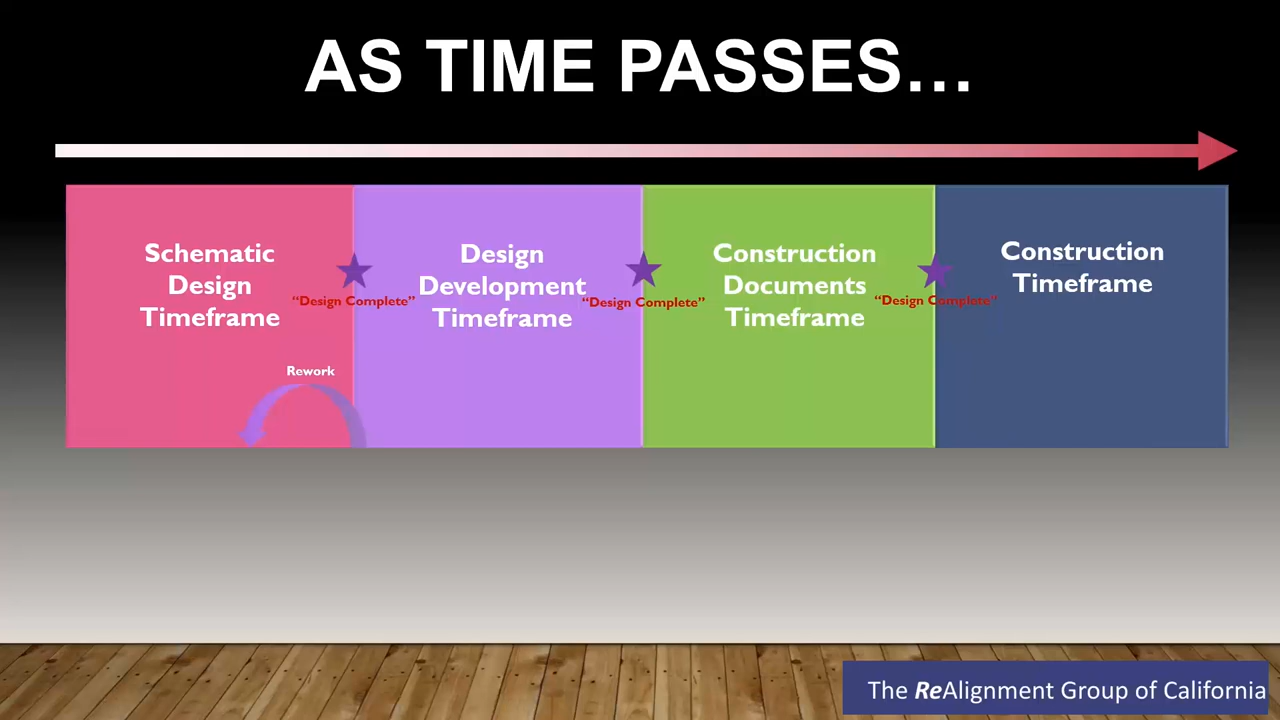 AS TIME PASSES…
Schematic
Design
Timeframe
“Design Complete”
Design
Development
Timeframe
“Design Complete”
Construction
Documents
Timeframe
“Design Complete”
Construction
Timeframe
Rework
The ReAlignment Group of California